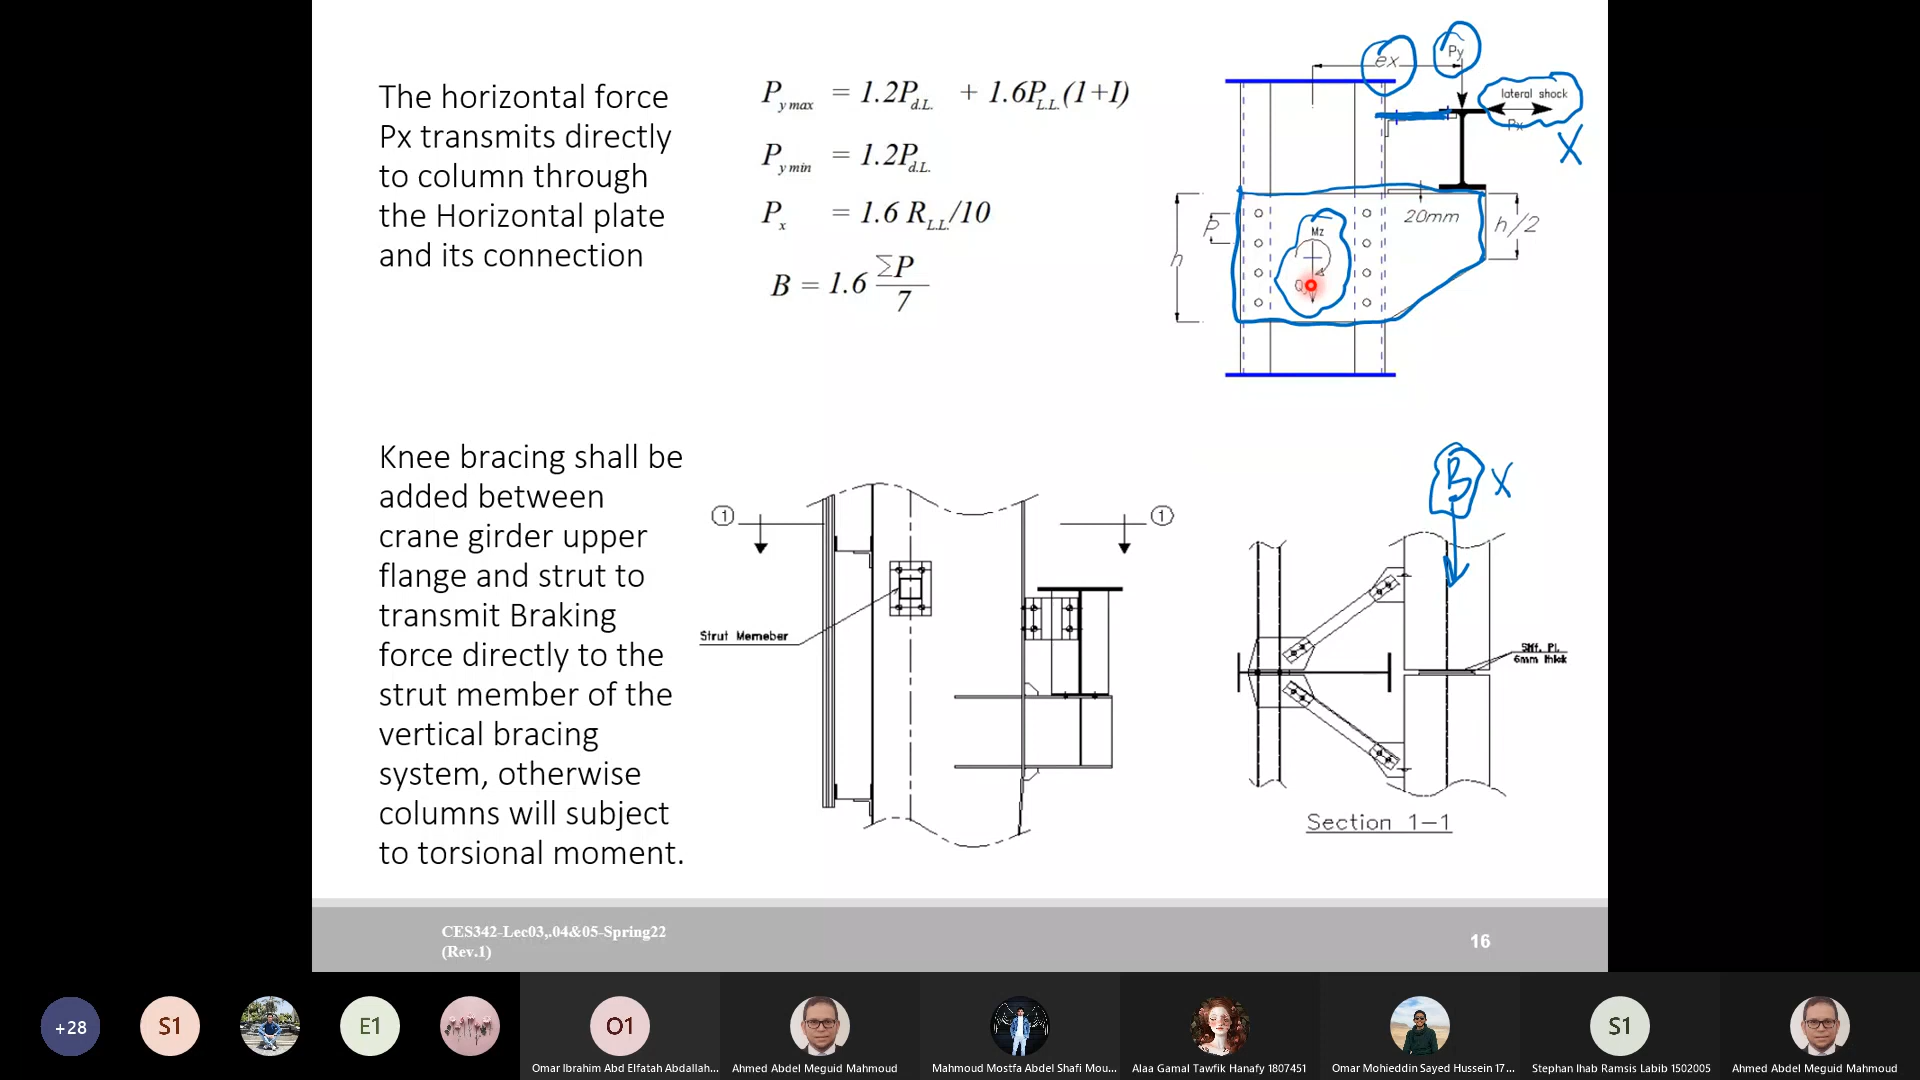 The horizontal force
Px transmits directly
to column through
the Horizontal plate
and its connection
P y max = 1.2P d.L. + 1.6P L.L. (1+I)
P y min = 1.2P d.L.
P x = 1.6 R L.L. /10
B = 1.6 ΣP / 7
ex
Py
lateral shock
Px
X
P
h
Mz
20mm
h/2
Knee bracing shall be
added between
crane girder upper
flange and strut to
transmit Braking
force directly to the
strut member of the
vertical bracing
system, otherwise
columns will subject
to torsional moment.
1
1
Strut Memeber
B X
Stiff. Pl.
6mm thick
Section 1-1
CES342-Lec03,.04&05-Spring22
(Rev.1)
16
+28
S1
E1
O1
S1
Omar Ibrahim Abd Elfatah Abdallah...
Ahmed Abdel Meguid Mahmoud
Mahmoud Mostfa Abdel Shafi Mou...
Alaa Gamal Tawfik Hanafy 1807451
Omar Mohieddin Sayed Hussein 17...
Stephan Ihab Ramsis Labib 1502005
Ahmed Abdel Meguid Mahmoud